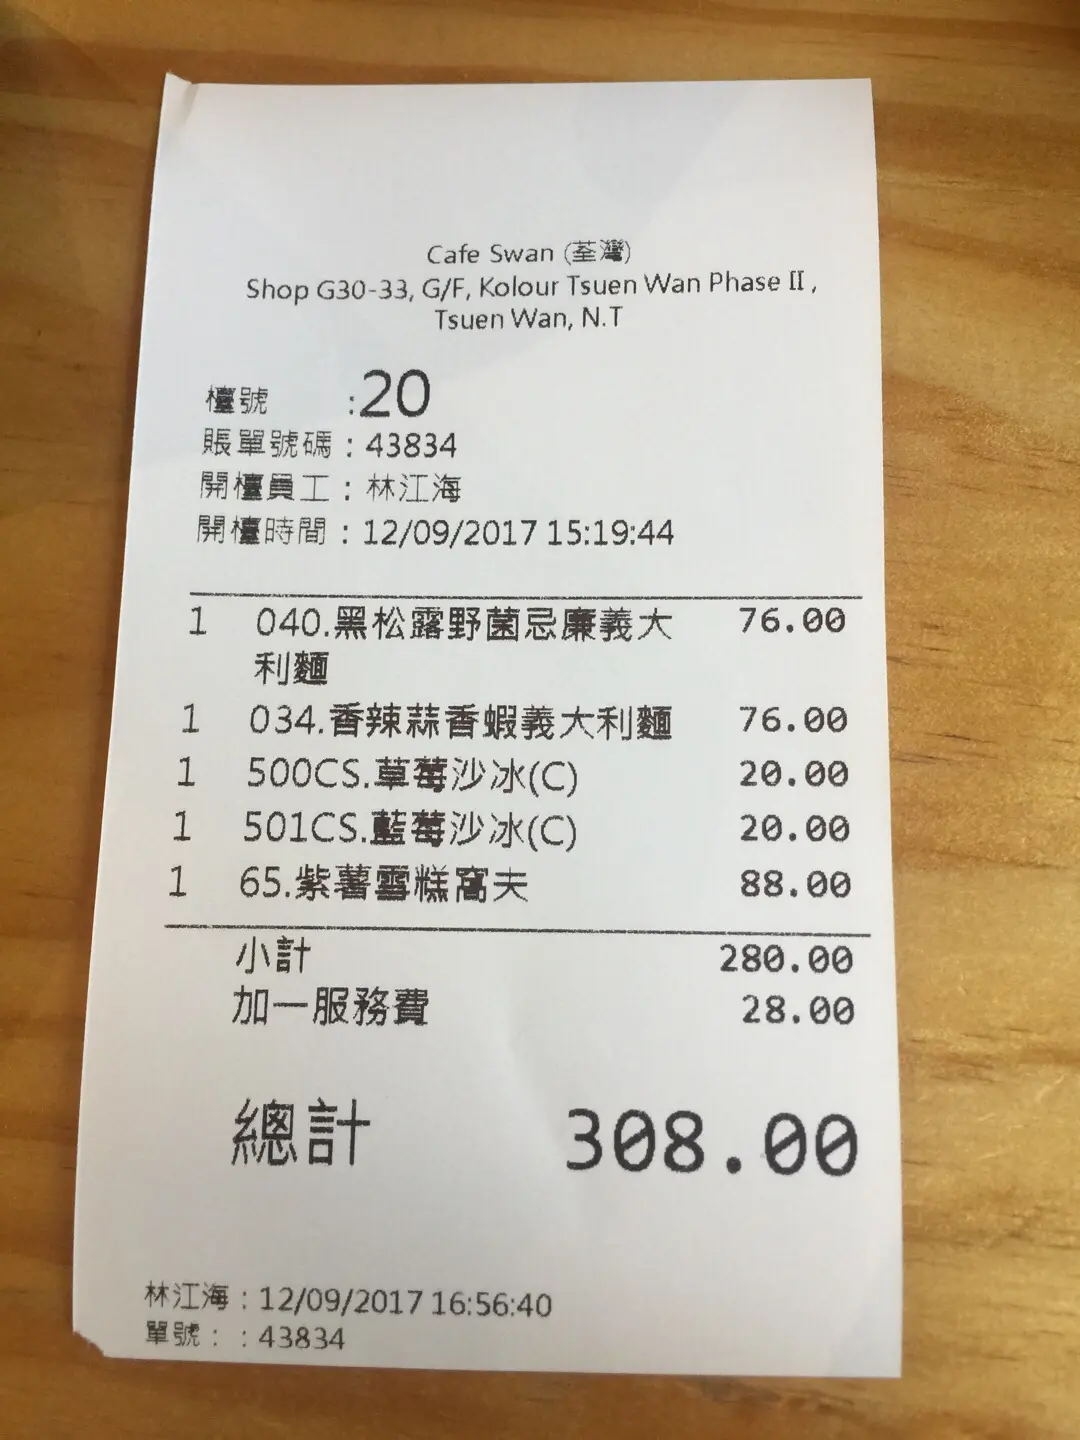 Cafe Swan (荃灣)
Shop G30-33, G/F, Kolour Tsuen Wan Phase II ,
Tsuen Wan, N.T
檯號 :20
賬單號碼 : 43834
開檯員工 : 林江海
開檯時間 : 12/09/2017 15:19:44
1 040.黑松露野菌忌廉義大 76.00
利麵
1 034.香辣蒜香蝦義大利麵 76.00
1 500CS.草莓沙冰(C) 20.00
1 501CS.藍莓沙冰(C) 20.00
1 65.紫薯雪糕窩夫 88.00
小計 280.00
加一服務費 28.00
總計 308.00
林江海 : 12/09/2017 16:56:40
單號 : : 43834